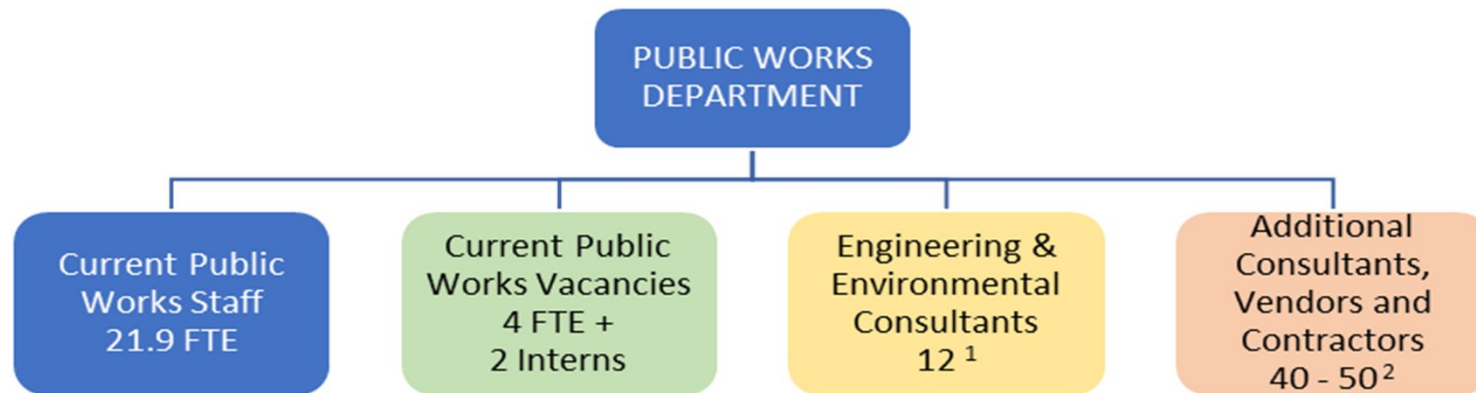 PUBLIC WORKS
DEPARTMENT
Current Public
Works Staff
21.9 FTE
Current Public
Works Vacancies
4 FTE +
2 Interns
Engineering &
Environmental
Consultants
12 ¹
Additional
Consultants,
Vendors and
Contractors
40 - 50 ²